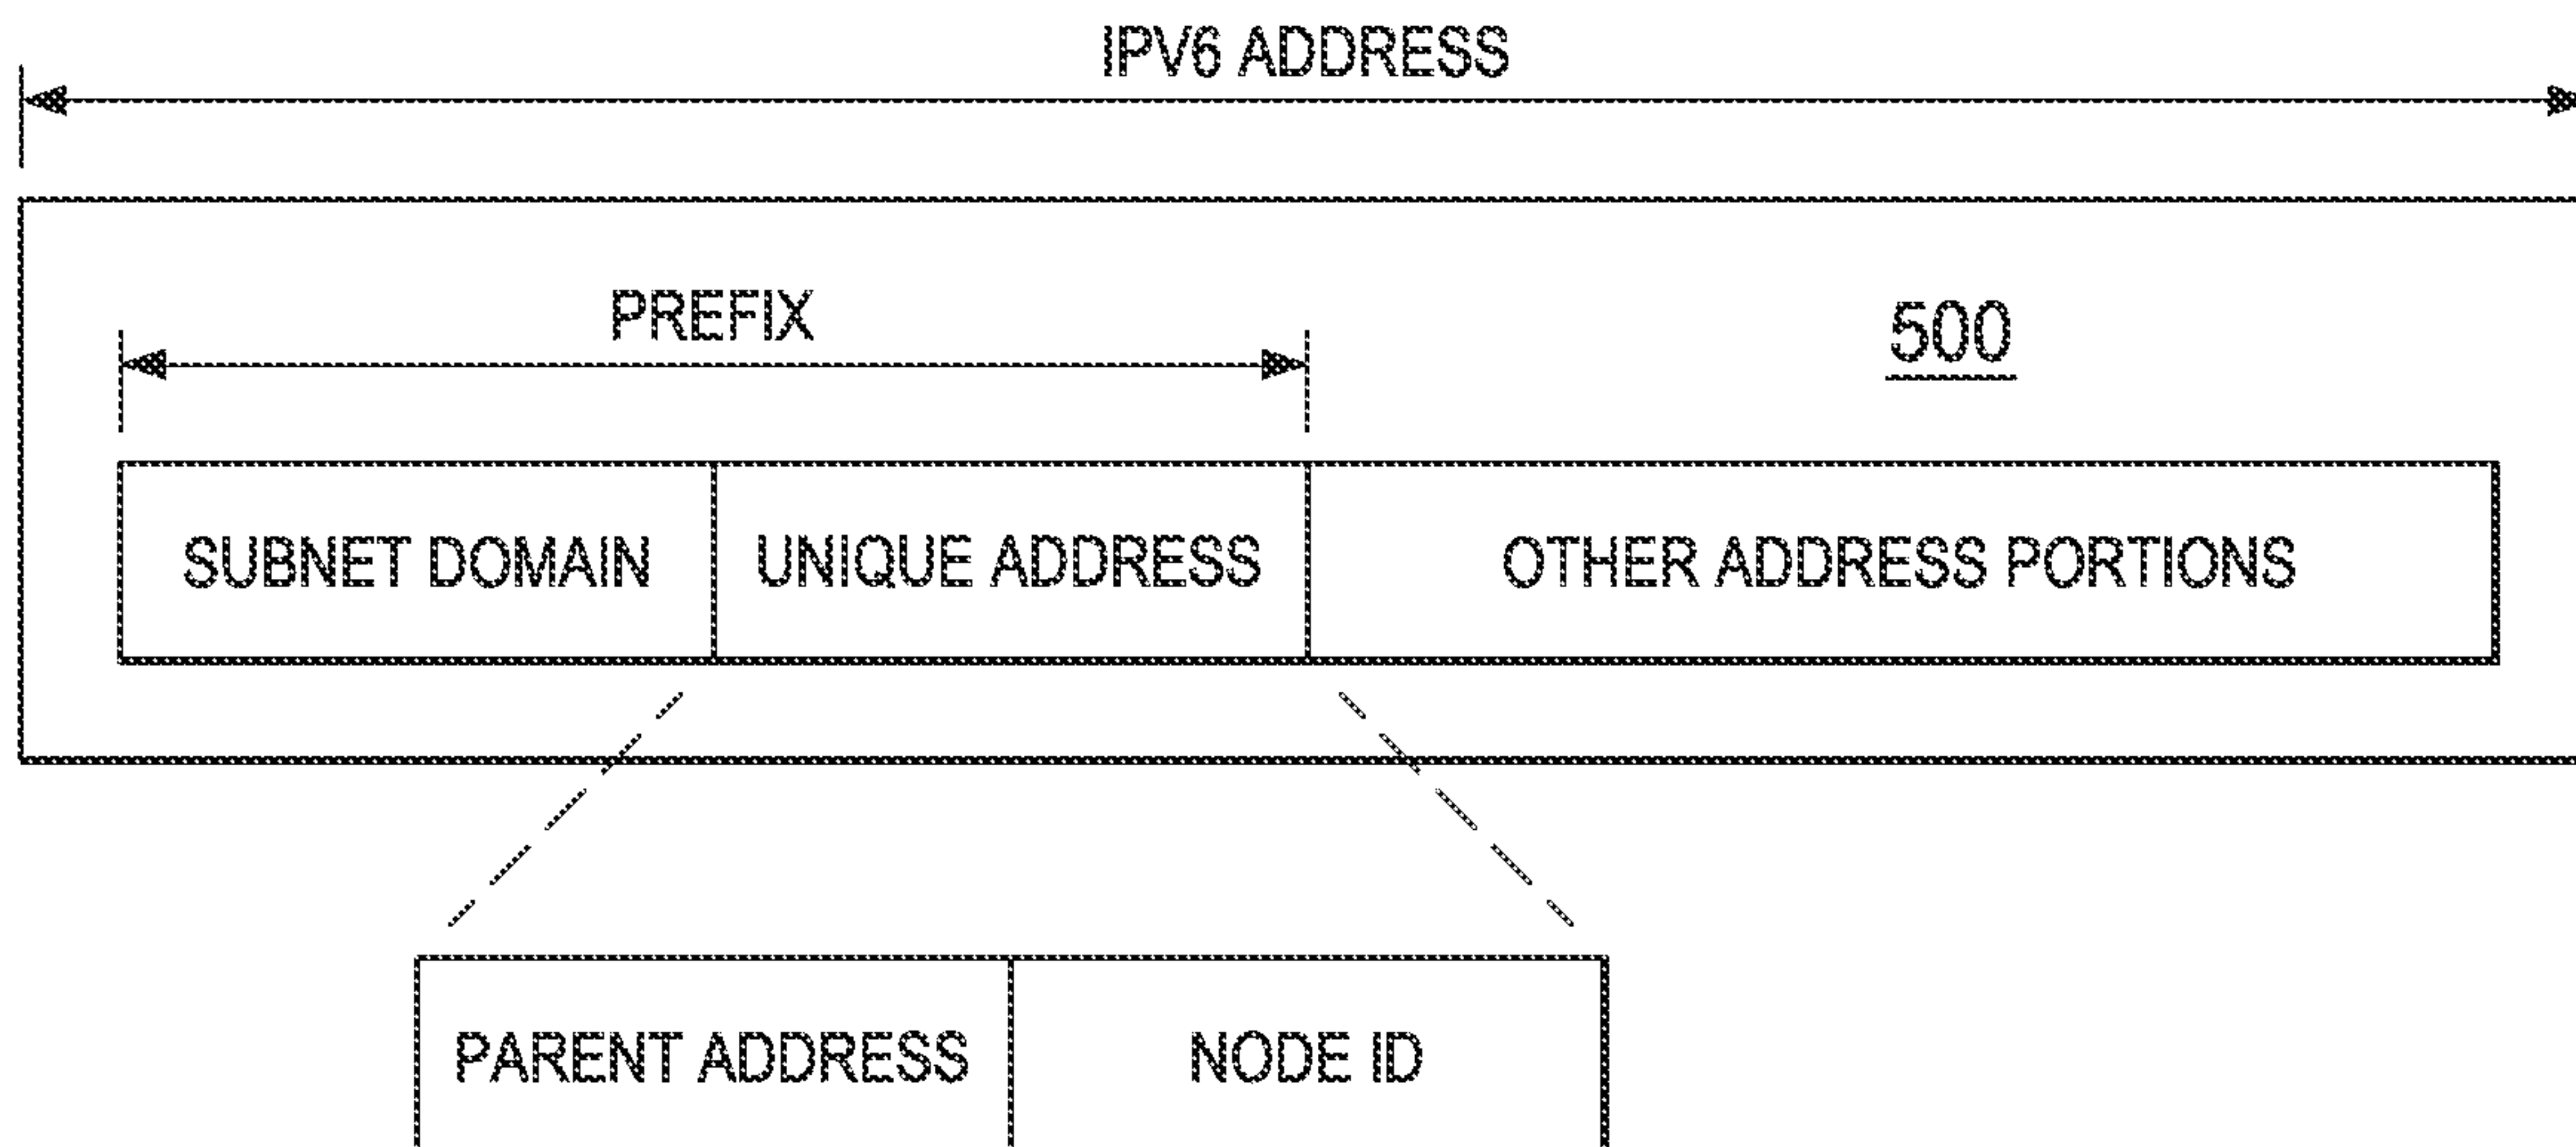 IPV6 ADDRESS
PREFIX
500
SUBNET DOMAIN
UNIQUE ADDRESS
OTHER ADDRESS PORTIONS
PARENT ADDRESS
NODE ID